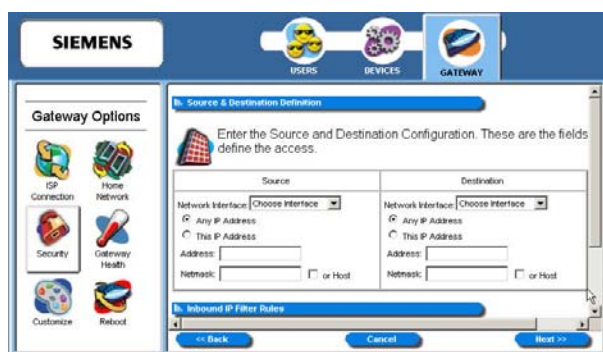 SIEMENS
USERS
DEVICES
GATEWAY
Gateway Options
ISP Connection
Home Network
Security
Gateway Health
Customize
Reboot
Source & Destination Definition
Enter the Source and Destination Configuration. These are the fields
define the access.
Source
Destination
Network Interface: Choose Interface
Network Interface: Choose Interface
Any IP Address
Any IP Address
This IP Address
This IP Address
Address:
Address:
Netmask: or Host
Netmask: or Host
Inbound IP Filter Rules
<< Back
Cancel
Next >>